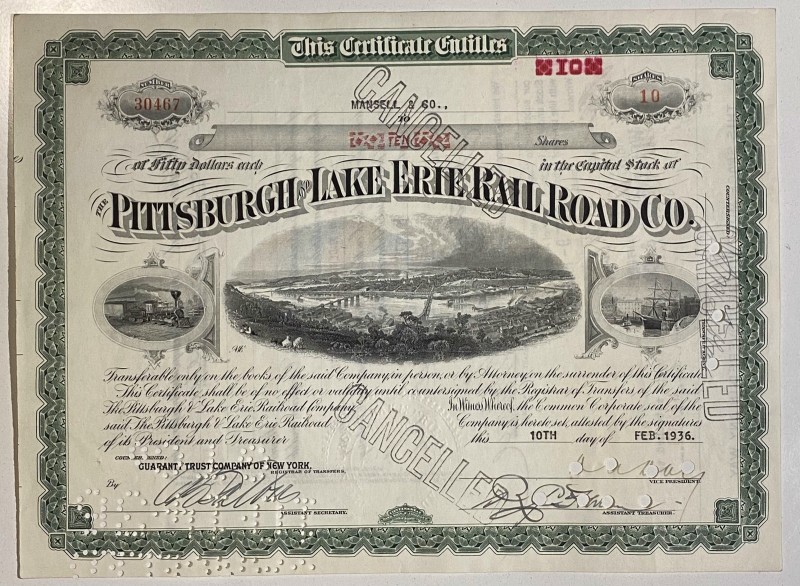 This Certificate Entitles
NUMBER
30467
SHARES
10
10
MANSELL & CO.,
TO
TEN Shares
of Fifty Dollars each in the Capital Stock of
THE PITTSBURGH AND LAKE ERIE RAIL ROAD CO.
CANCELLED
CANCELLED
CANCELLED
Transferable only on the books of the said Company, in person, or by Attorney, on the surrender of this Certificate
This Certificate shall be of no effect or validity until countersigned by the Registrar of Transfers of the said
The Pittsburgh & Lake Erie Railroad Company. In Witness Whereof, the Common Corporate seal of the
said The Pittsburgh & Lake Erie Railroad Company is hereto set, attested by the signatures
of its President and Treasurer this 10TH day of FEB. 1936.
GUARANTY TRUST COMPANY OF NEW YORK,
REGISTRAR OF TRANSFERS,
By
ASSISTANT SECRETARY.
VICE PRESIDENT.
ASSISTANT TREASURER.